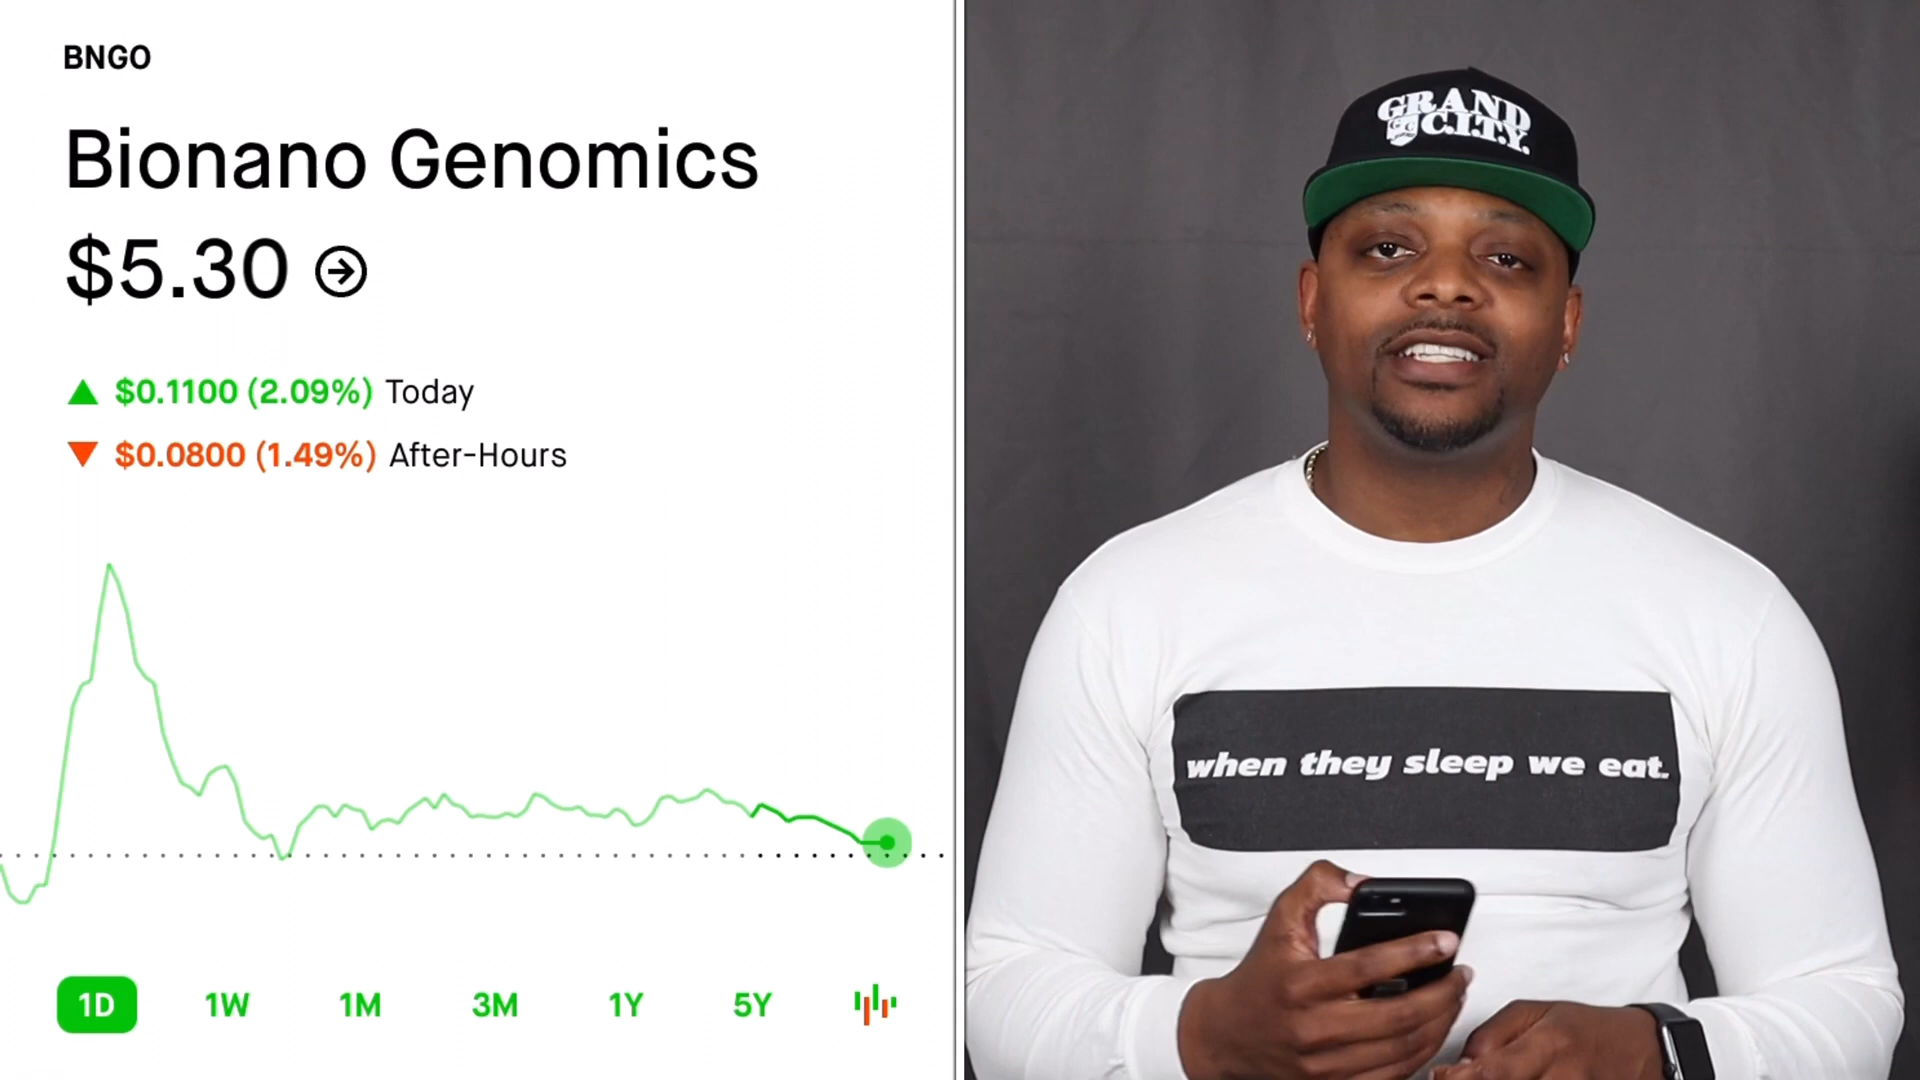 BNGO
Bionano Genomics
$5.30
$0.1100 (2.09%) Today
$0.0800 (1.49%) After-Hours
1D 1W 1M 3M 1Y 5Y
GRAND
GC C.I.T.Y.
when they sleep we eat.